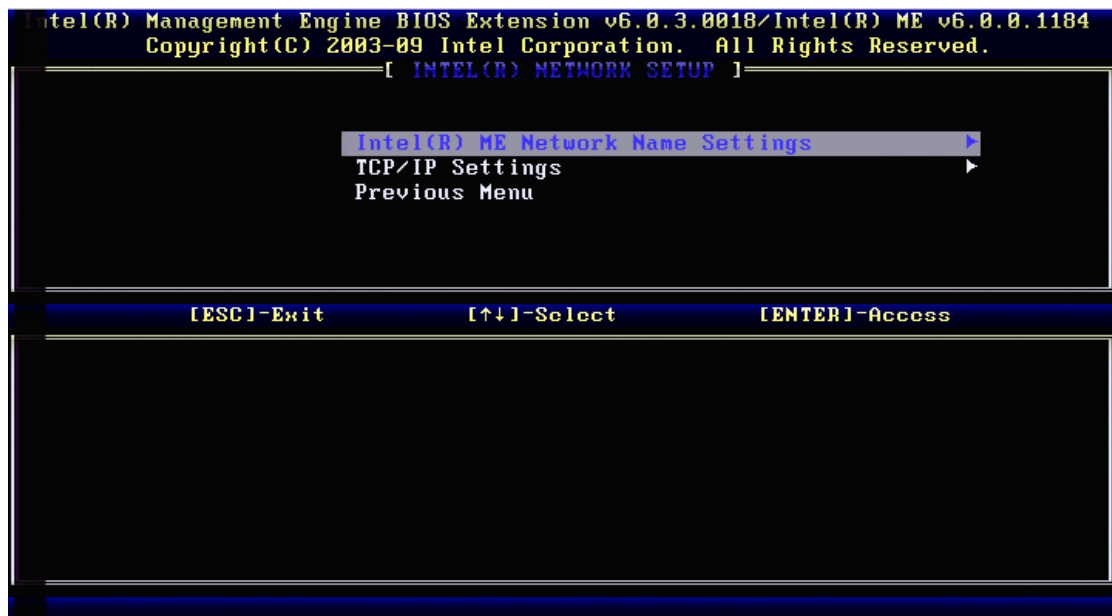 Intel(R) Management Engine BIOS Extension v6.0.3.0018/Intel(R) ME v6.0.0.1184
Copyright(C) 2003-09 Intel Corporation. All Rights Reserved.
[ INTEL(R) NETWORK SETUP ]
Intel(R) ME Network Name Settings ►
TCP/IP Settings ►
Previous Menu
[ESC]-Exit [↑↓]-Select [ENTER]-Access